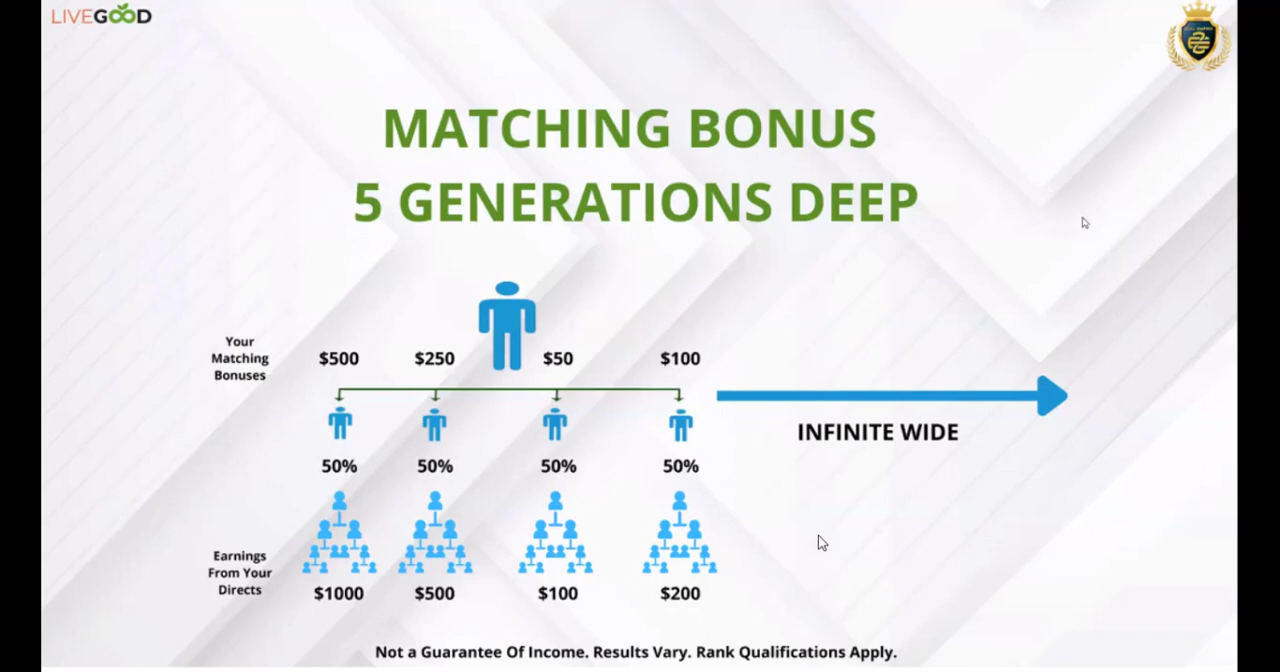 LIVEGOOD
MATCHING BONUS
5 GENERATIONS DEEP
Your
Matching
Bonuses
$500 $250 $50 $100
INFINITE WIDE
50% 50% 50% 50%
Earnings
From Your
Directs
$1000 $500 $100 $200
Not a Guarantee Of Income. Results Vary. Rank Qualifications Apply.